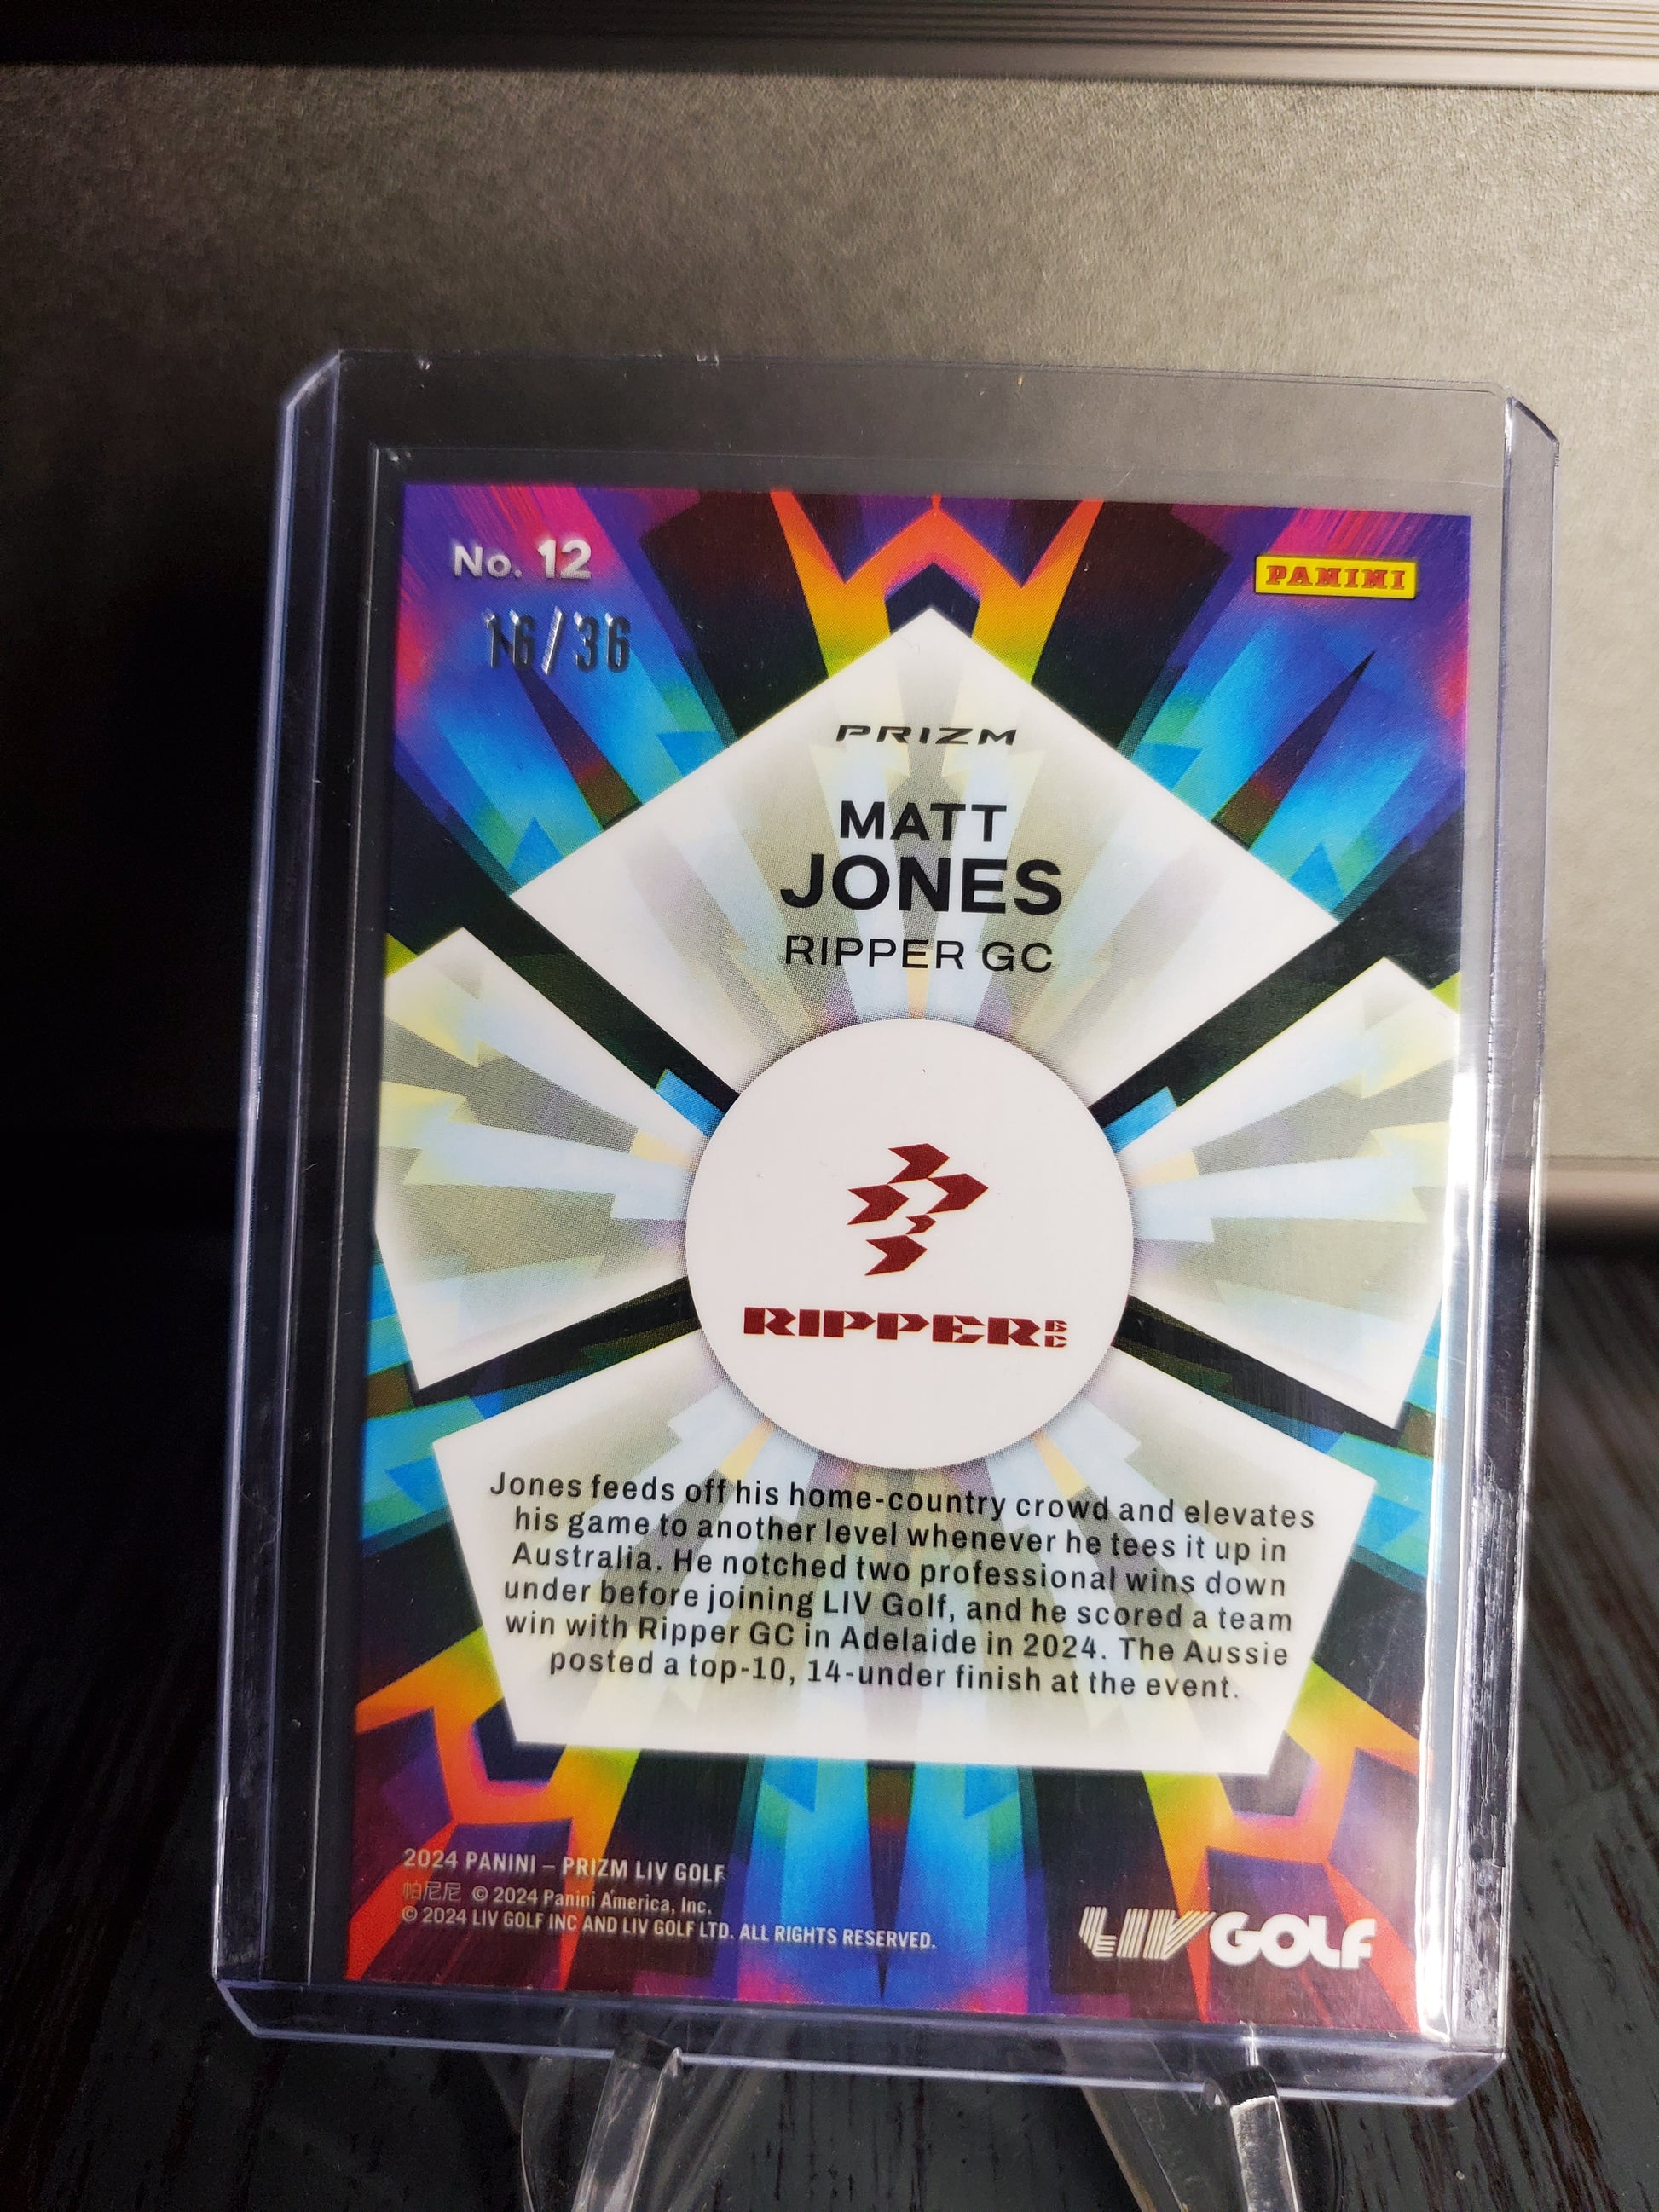 No. 12
PANINI
16/36
PRIZM
MATT
JONES
RIPPER GC
RIPPER GC
Jones feeds off his home-country crowd and elevates
his game to another level whenever he tees it up in
Australia. He notched two professional wins down
under before joining LIV Golf, and he scored a team
win with Ripper GC in Adelaide in 2024. The Aussie
posted a top-10, 14-under finish at the event.
2024 PANINI – PRIZM LIV GOLF
帕尼尼 © 2024 Panini America, Inc.
© 2024 LIV GOLF INC AND LIV GOLF LTD. ALL RIGHTS RESERVED.
LIV GOLF